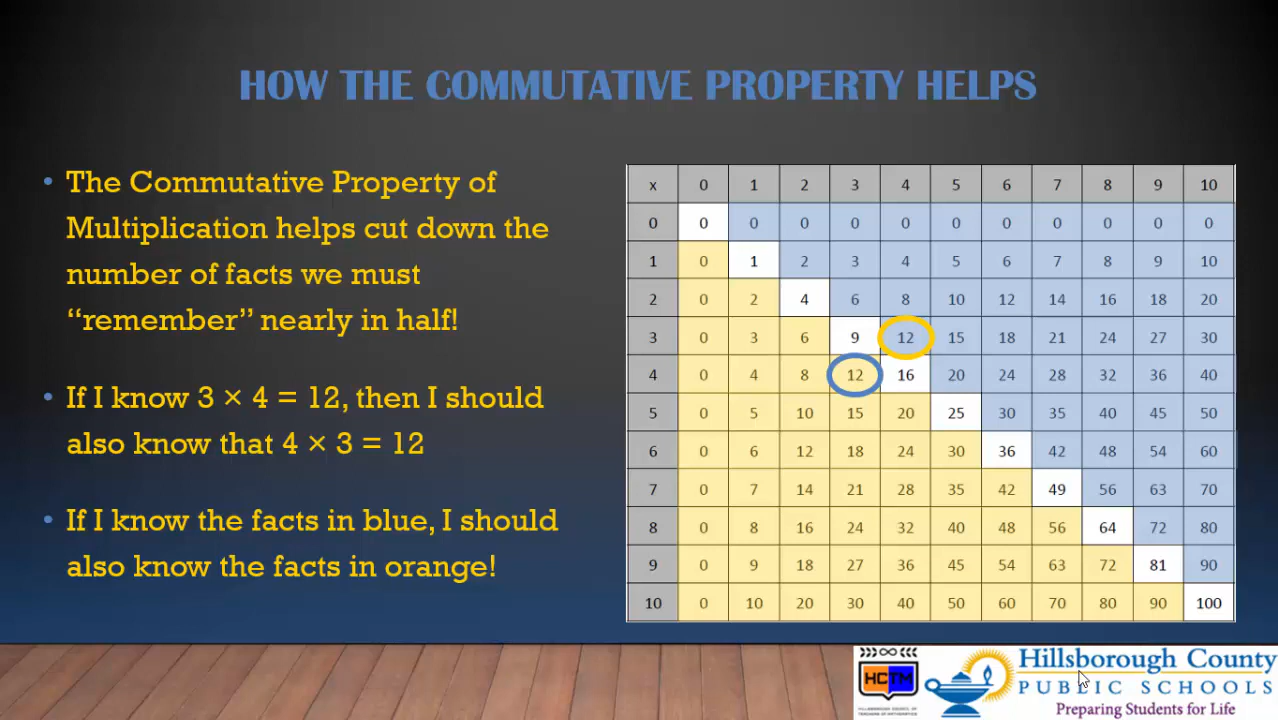 HOW THE COMMUTATIVE PROPERTY HELPS
• The Commutative Property of
Multiplication helps cut down the
number of facts we must
“remember” nearly in half!
• If I know 3 × 4 = 12, then I should
also know that 4 × 3 = 12
• If I know the facts in blue, I should
also know the facts in orange!
x 0 1 2 3 4 5 6 7 8 9 10
0 0 0 0 0 0 0 0 0 0 0 0
1 0 1 2 3 4 5 6 7 8 9 10
2 0 2 4 6 8 10 12 14 16 18 20
3 0 3 6 9 12 15 18 21 24 27 30
4 0 4 8 12 16 20 24 28 32 36 40
5 0 5 10 15 20 25 30 35 40 45 50
6 0 6 12 18 24 30 36 42 48 54 60
7 0 7 14 21 28 35 42 49 56 63 70
8 0 8 16 24 32 40 48 56 64 72 80
9 0 9 18 27 36 45 54 63 72 81 90
10 0 10 20 30 40 50 60 70 80 90 100
HCTM
HILLSBOROUGH COUNCIL OF
TEACHERS OF MATHEMATICS
Hillsborough County
PUBLIC SCHOOLS
Preparing Students for Life